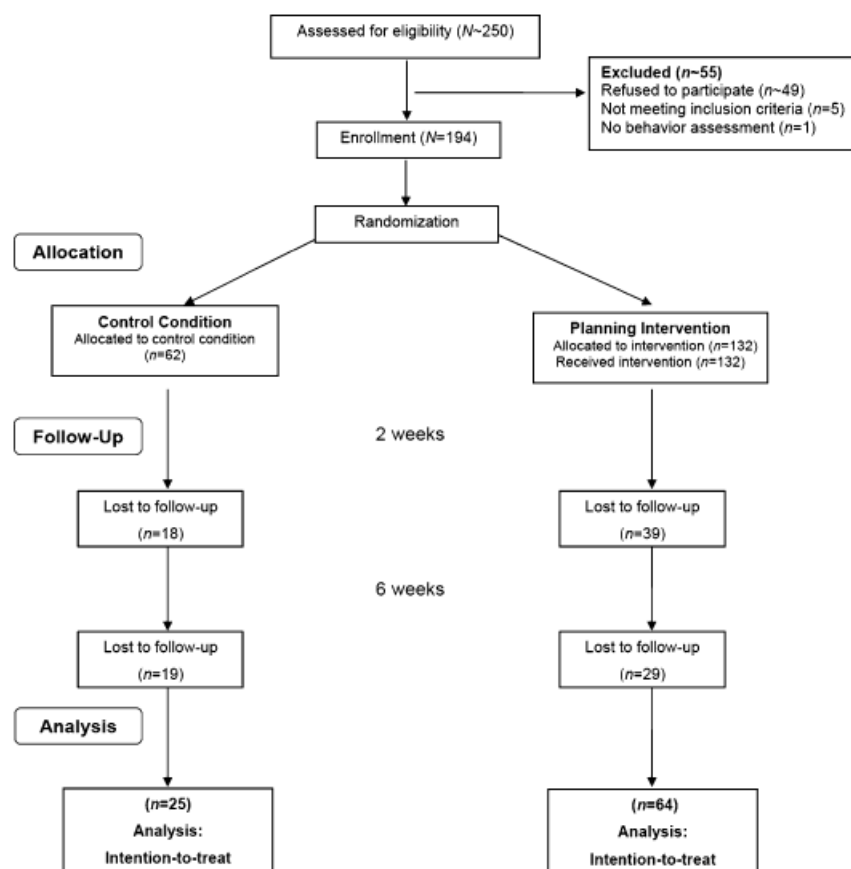 Assessed for eligibility (N~250)
Excluded (n~55)
Refused to participate (n~49)
Not meeting inclusion criteria (n=5)
No behavior assessment (n=1)
Enrollment (N=194)
Randomization
Allocation
Control Condition
Allocated to control condition
(n=62)
Planning Intervention
Allocated to intervention (n=132)
Received intervention (n=132)
Follow-Up
2 weeks
Lost to follow-up
(n=18)
Lost to follow-up
(n=39)
6 weeks
Lost to follow-up
(n=19)
Lost to follow-up
(n=29)
Analysis
(n=25)
Analysis:
Intention-to-treat
(n=64)
Analysis:
Intention-to-treat